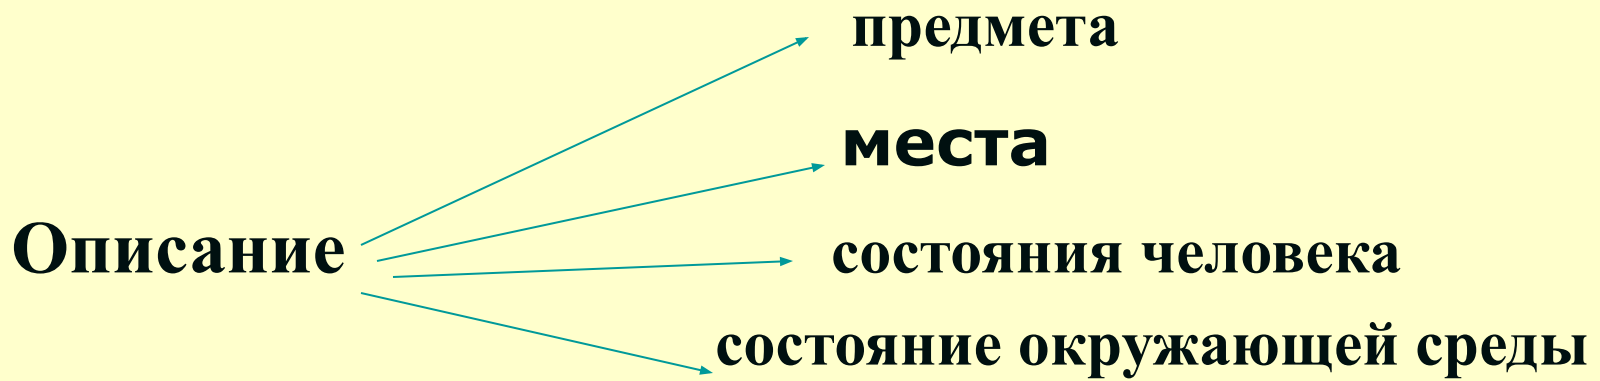 предмета
места
Описание
состояния человека
состояние окружающей среды